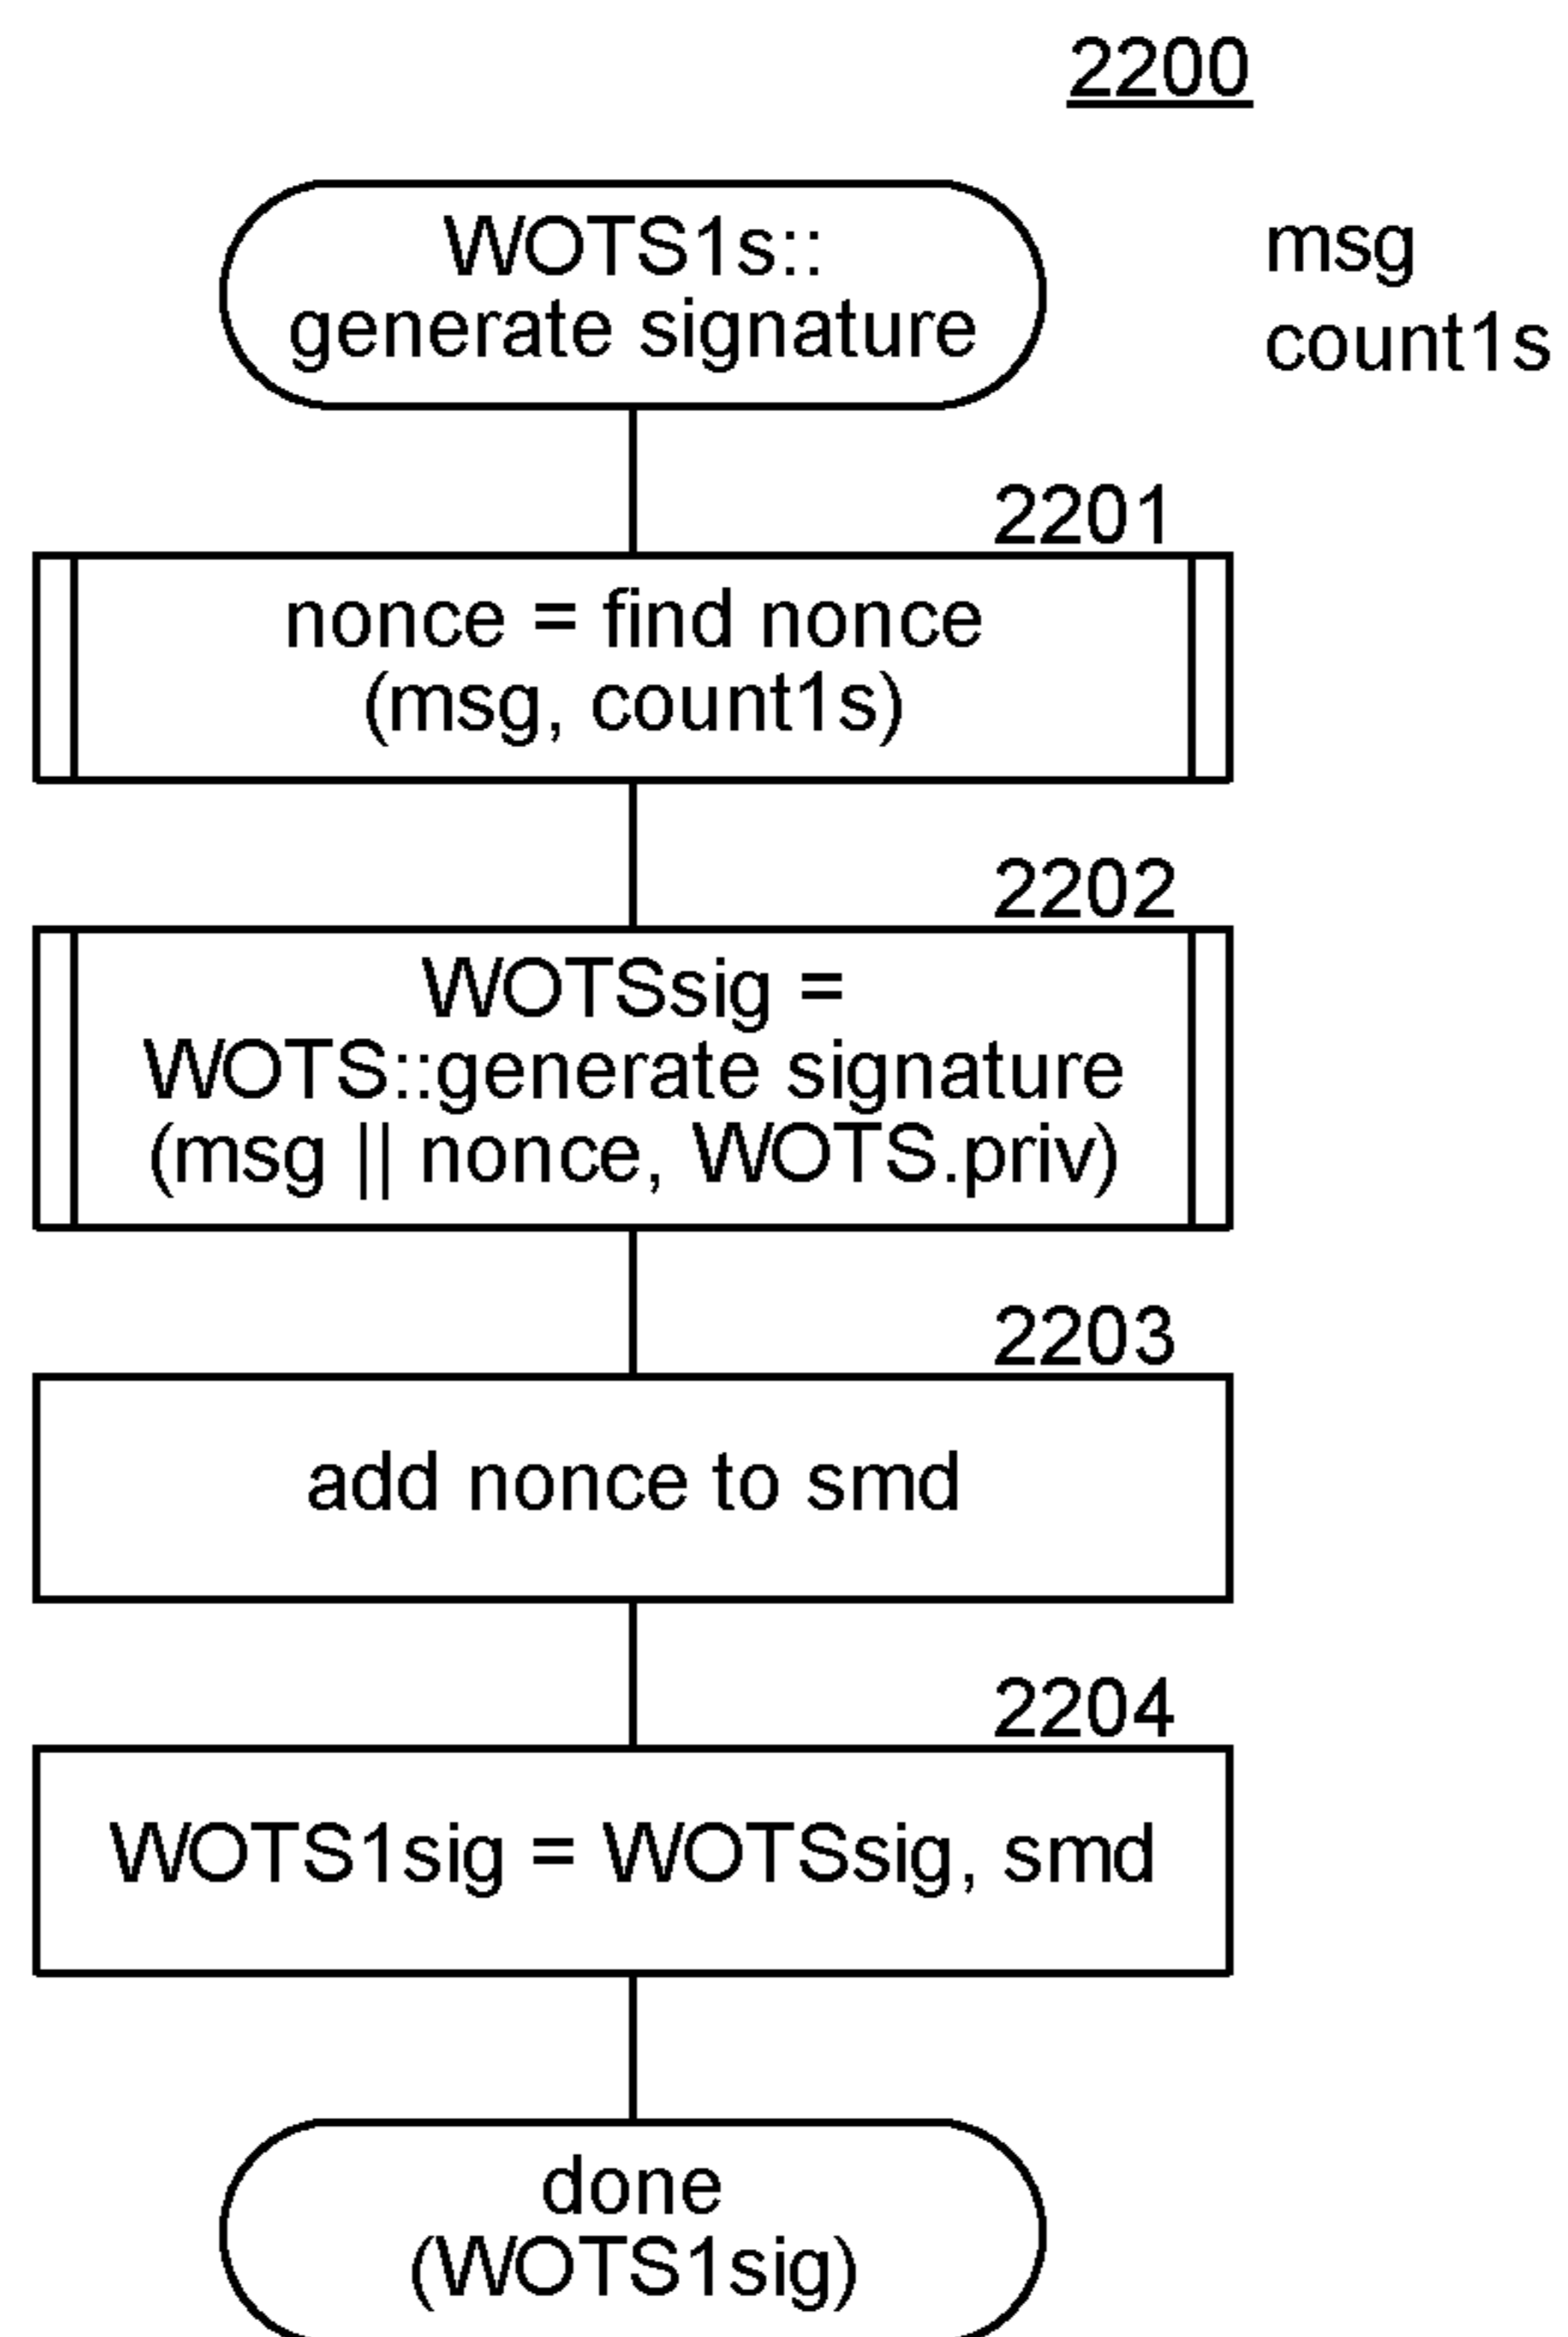 2200
WOTS1s::
generate signature
msg
count1s
2201
nonce = find nonce
(msg, count1s)
2202
WOTSsig =
WOTS::generate signature
(msg || nonce, WOTS.priv)
2203
add nonce to smd
2204
WOTS1sig = WOTSsig, smd
done
(WOTS1sig)